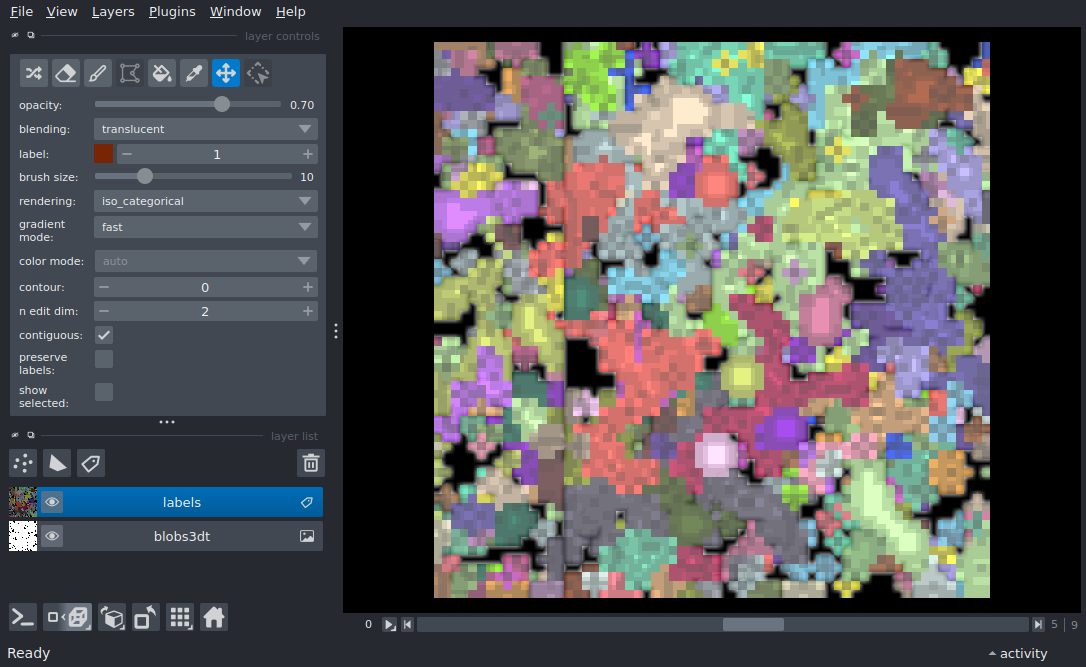 File View Layers Plugins Window Help
layer controls
opacity: 0.70
blending: translucent
label: 1
brush size: 10
rendering: iso_categorical
gradient
mode: fast
color mode: auto
contour: 0
n edit dim: 2
contiguous:
preserve
labels:
show
selected:
layer list
labels
blobs3dt
0 5 9
Ready activity